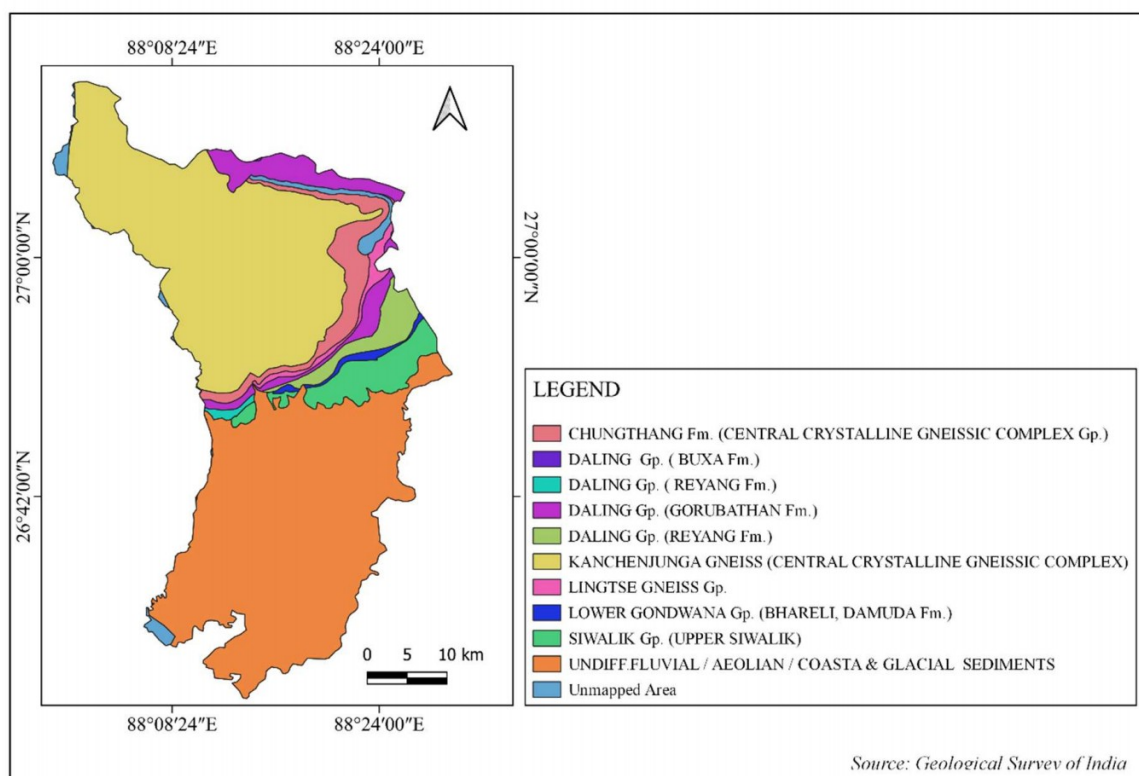 88°08′24″E 88°24′00″E
27°00′00″N
27°00′00″N
26°42′00″N
26°42′00″N
0 5 10 km
88°08′24″E 88°24′00″E
LEGEND
CHUNGTHANG Fm. (CENTRAL CRYSTALLINE GNEISSIC COMPLEX Gp.)
DALING Gp. ( BUXA Fm.)
DALING Gp. ( REYANG Fm.)
DALING Gp. (GORUBATHAN Fm.)
DALING Gp. (REYANG Fm.)
KANCHENJUNGA GNEISS (CENTRAL CRYSTALLINE GNEISSIC COMPLEX)
LINGTSE GNEISS Gp.
LOWER GONDWANA Gp. (BHARELI, DAMUDA Fm.)
SIWALIK Gp. (UPPER SIWALIK)
UNDIFF.FLUVIAL / AEOLIAN / COASTA & GLACIAL SEDIMENTS
Unmapped Area
Source: Geological Survey of India